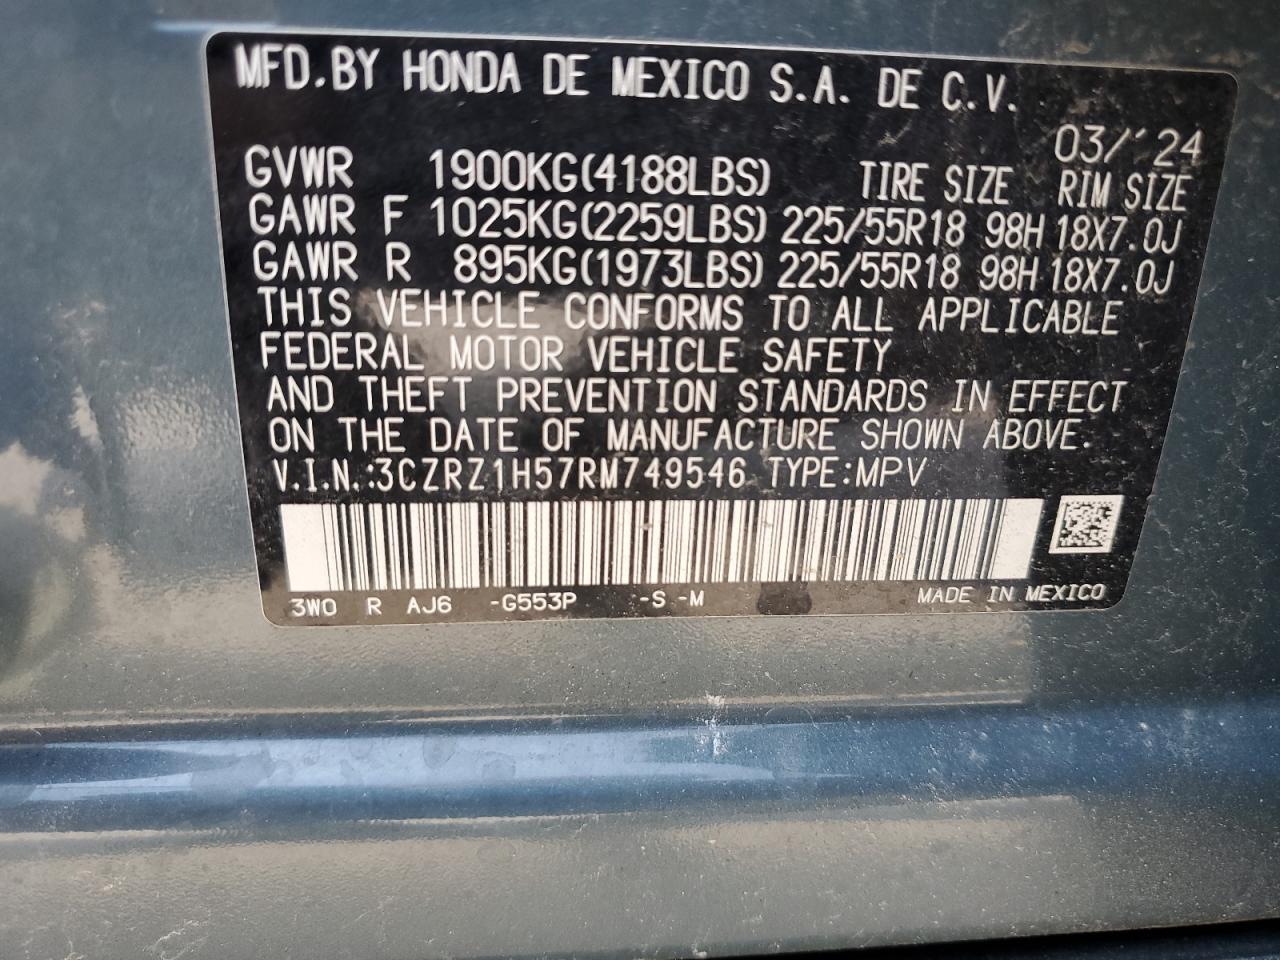 MFD.BY HONDA DE MEXICO S.A. DE C.V.
03/'24
GVWR 1900KG(4188LBS) TIRE SIZE RIM SIZE
GAWR F 1025KG(2259LBS) 225/55R18 98H 18X7.0J
GAWR R 895KG(1973LBS) 225/55R18 98H 18X7.0J
THIS VEHICLE CONFORMS TO ALL APPLICABLE
FEDERAL MOTOR VEHICLE SAFETY
AND THEFT PREVENTION STANDARDS IN EFFECT
ON THE DATE OF MANUFACTURE SHOWN ABOVE.
V.I.N.:3CZRZ1H57RM749546 TYPE:MPV
3W0 R AJ6 -G553P -S -M MADE IN MEXICO